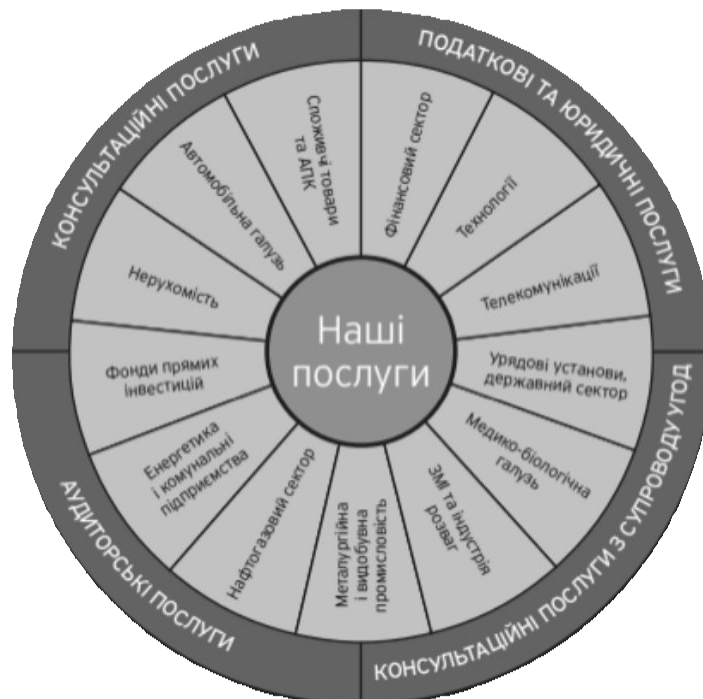 Наші
послуги
ПОДАТКОВІ ТА ЮРИДИЧНІ ПОСЛУГИ
КОНСУЛЬТАЦІЙНІ ПОСЛУГИ З СУПРОВОДУ УГОД
АУДИТОРСЬКІ ПОСЛУГИ
КОНСУЛЬТАЦІЙНІ ПОСЛУГИ
Фінансовий сектор
Технології
Телекомунікації
Урядові установи,
державний сектор
Медико-біологічна
галузь
ЗМІ та індустрія
розваг
Металургійна
і видобувна
промисловість
Нафтогазовий сектор
Енергетика
і комунальні
підприємства
Фонди прямих
інвестицій
Нерухомість
Автомобільна галузь
Споживчі товари
та АПК